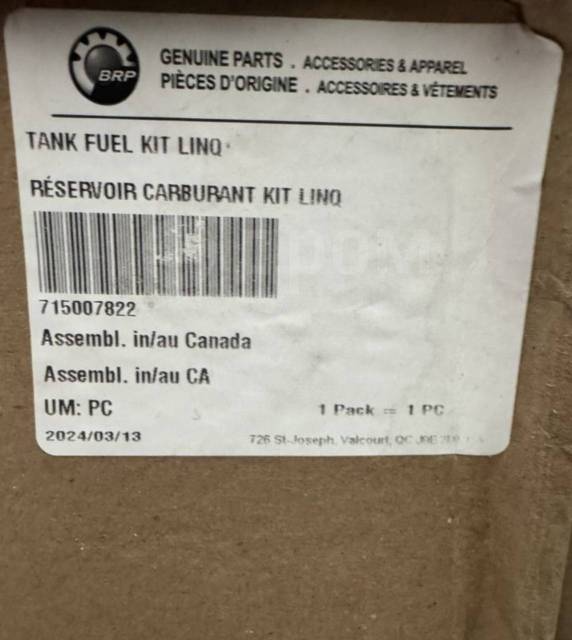 BRP
GENUINE PARTS . ACCESSORIES & APPAREL
PIÈCES D'ORIGINE . ACCESSOIRES & VÊTEMENTS
TANK FUEL KIT LINQ
RÉSERVOIR CARBURANT KIT LINQ
715007822
Assembl. in/au Canada
Assembl. in/au CA
UM: PC
1 Pack = 1 PC
2024/03/13
726 St-Joseph, Valcourt, QC